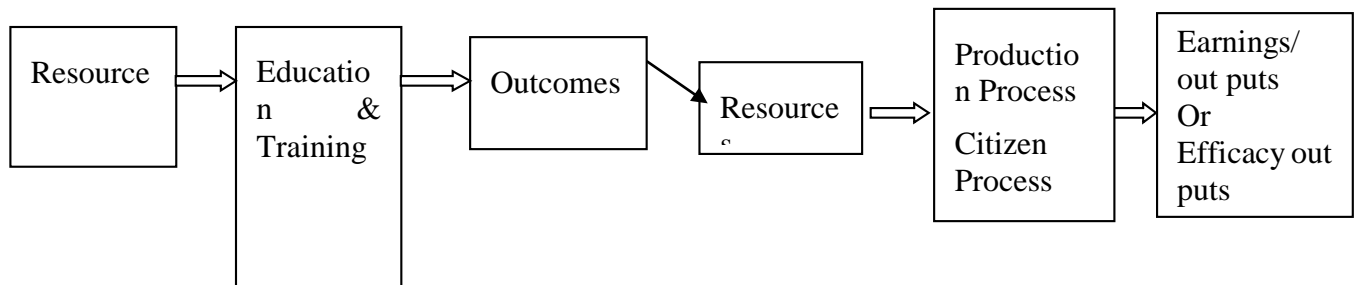 Resource
Educatio
n &
Training
Outcomes
Resource
s
Productio
n Process
Citizen
Process
Earnings/
out puts
Or
Efficacy out
puts